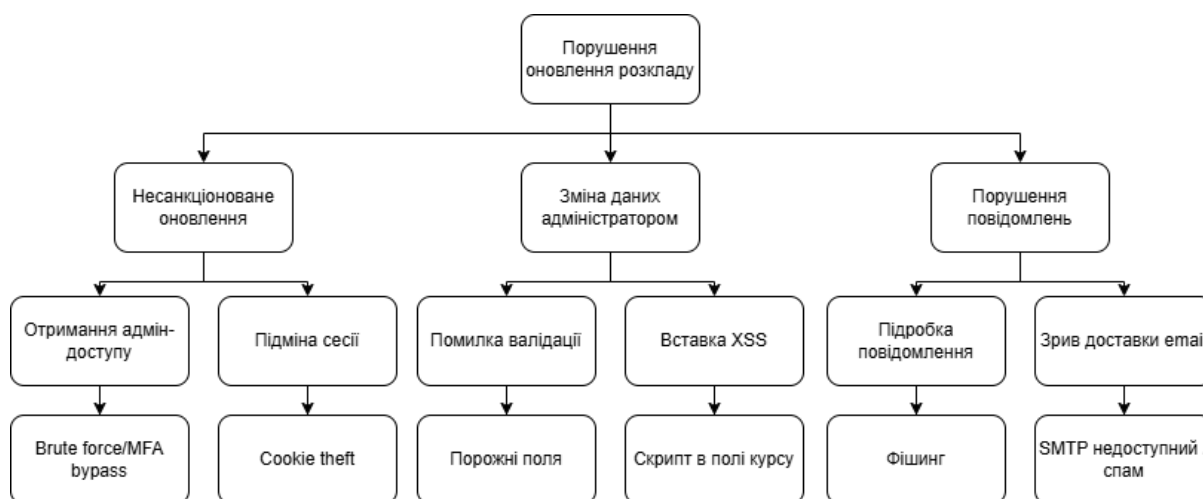 Порушення
оновлення розкладу
Несанкціоноване
оновлення
Зміна даних
адміністратором
Порушення
повідомлень
Отримання адмін-
доступу
Підміна сесії
Помилка валідації
Вставка XSS
Підробка
повідомлення
Зрив доставки emai
Brute force/MFA
bypass
Cookie theft
Порожні поля
Скрипт в полі курсу
Фішинг
SMTP недоступний
спам